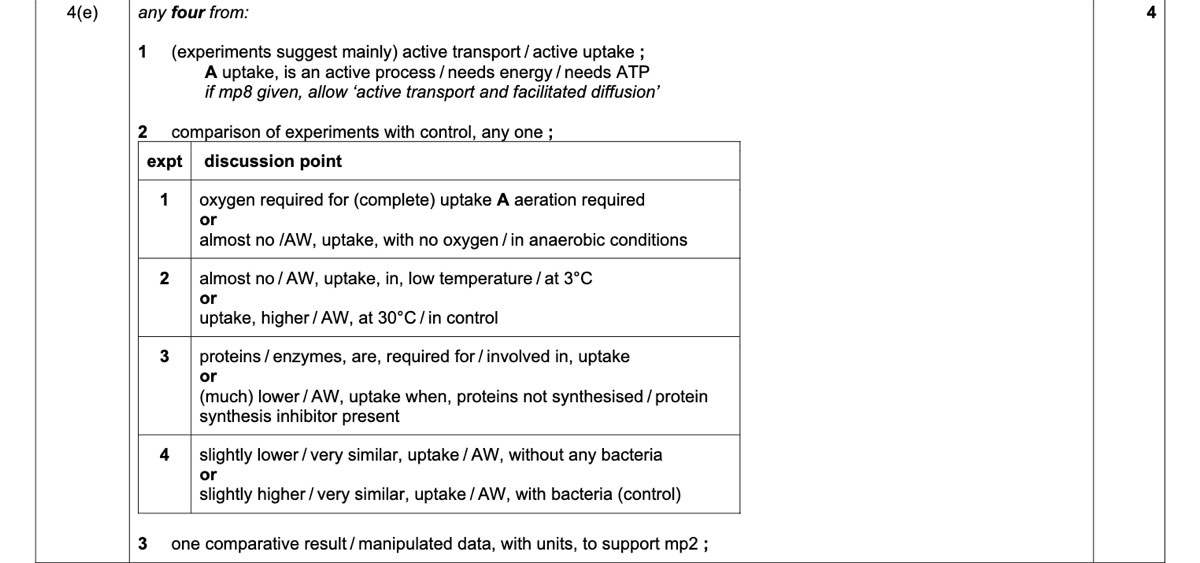 4(e) any four from: 4
1 (experiments suggest mainly) active transport / active uptake ;
A uptake, is an active process / needs energy / needs ATP
if mp8 given, allow ‘active transport and facilitated diffusion’
2 comparison of experiments with control, any one ;
expt discussion point
1 oxygen required for (complete) uptake A aeration required
or
almost no /AW, uptake, with no oxygen / in anaerobic conditions
2 almost no / AW, uptake, in, low temperature / at 3°C
or
uptake, higher / AW, at 30°C / in control
3 proteins / enzymes, are, required for / involved in, uptake
or
(much) lower / AW, uptake when, proteins not synthesised / protein
synthesis inhibitor present
4 slightly lower / very similar, uptake / AW, without any bacteria
or
slightly higher / very similar, uptake / AW, with bacteria (control)
3 one comparative result / manipulated data, with units, to support mp2 ;